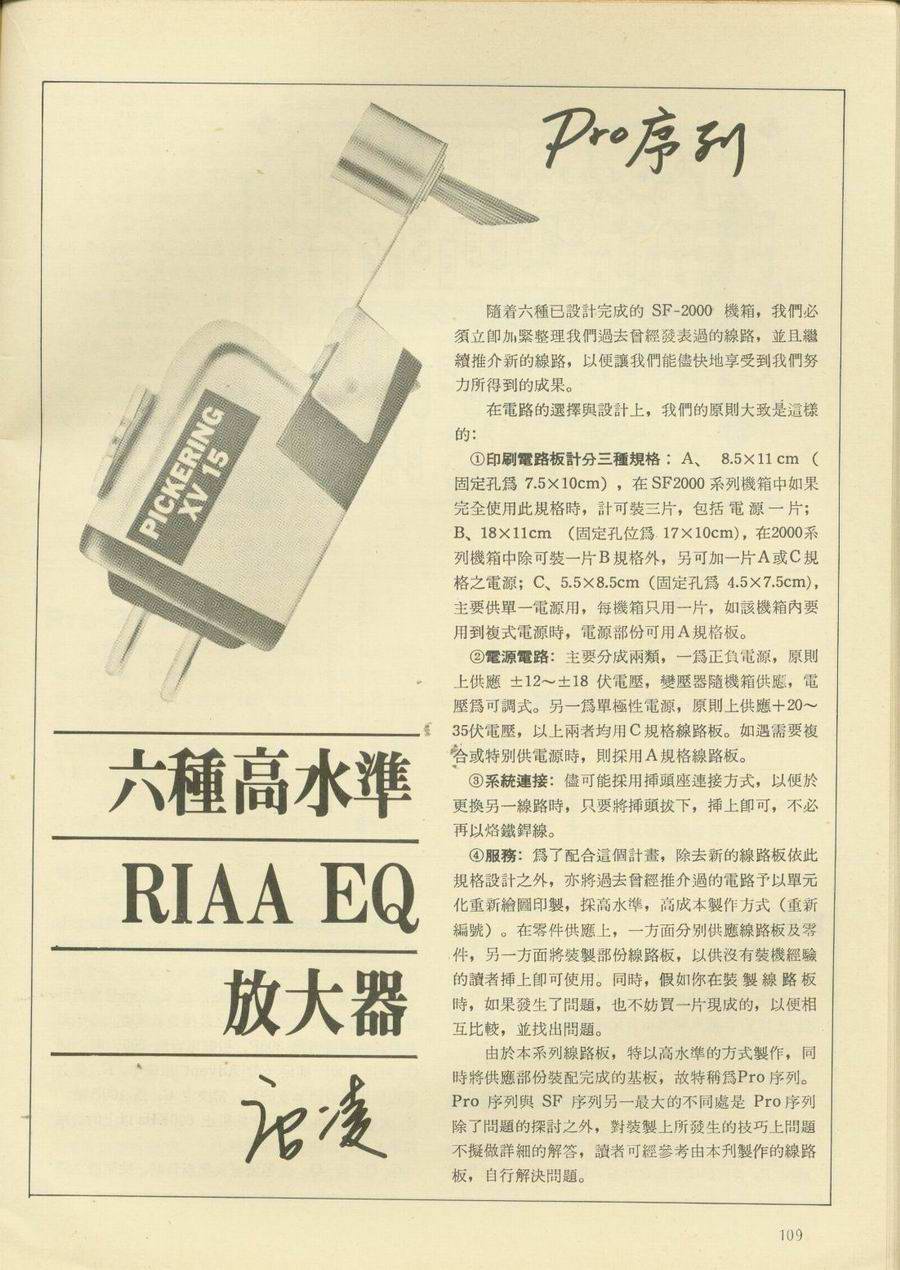 Pro序列
PICKERING
XV 15
六種高水準
RIAA EQ
放大器
唐凌
隨着六種已設計完成的 SF-2000 機箱，我們必
須立卽加緊整理我們過去曾經發表過的線路，並且繼
續推介新的線路，以便讓我們能儘快地享受到我們努
力所得到的成果。
在電路的選擇與設計上，我們的原則大致是這樣
的：
①印刷電路板計分三種規格：A、 8.5×11 cm （
固定孔爲 7.5×10cm），在 SF2000 系列機箱中如果
完全使用此規格時，計可裝三片，包括電源一片；
B、18×11cm （固定孔位爲 17×10cm），在2000系
列機箱中除可裝一片B規格外，另可加一片A或C規
格之電源；C、5.5×8.5cm（固定孔爲 4.5×7.5cm），
主要供單一電源用，每機箱只用一片，如該機箱內要
用到複式電源時，電源部份可用A規格板。
②電源電路：主要分成兩類，一爲正負電源，原則
上供應 ±12～±18 伏電壓，變壓器隨機箱供應，電
壓爲可調式。另一爲單極性電源，原則上供應＋20～
35伏電壓，以上兩者均用C規格線路板。如遇需要複
合或特別供電源時，則採用A規格線路板。
③系統連接：儘可能採用揷頭座連接方式，以便於
更換另一線路時，只要將揷頭拔下，揷上卽可，不必
再以烙鐵銲線。
④服務：爲了配合這個計畫，除去新的線路板依此
規格設計之外，亦將過去曾經推介過的電路予以單元
化重新繪圖印製，採高水準，高成本製作方式（重新
編號）。在零件供應上，一方面分別供應線路板及零
件，另一方面將裝製部份線路板，以供沒有裝機經驗
的讀者揷上卽可使用。同時，假如你在裝製線路板
時，如果發生了問題，也不妨買一片現成的，以便相
互比較，並找出問題。
由於本系列線路板，特以高水準的方式製作，同
時將供應部份裝配完成的基板，故特稱爲Pro 序列。
Pro 序列與 SF 序列另一最大的不同處是 Pro 序列
除了問題的探討之外，對裝製上所發生的技巧上問題
不擬做詳細的解答，讀者可經參考由本刋製作的線路
板，自行解決問題。
109